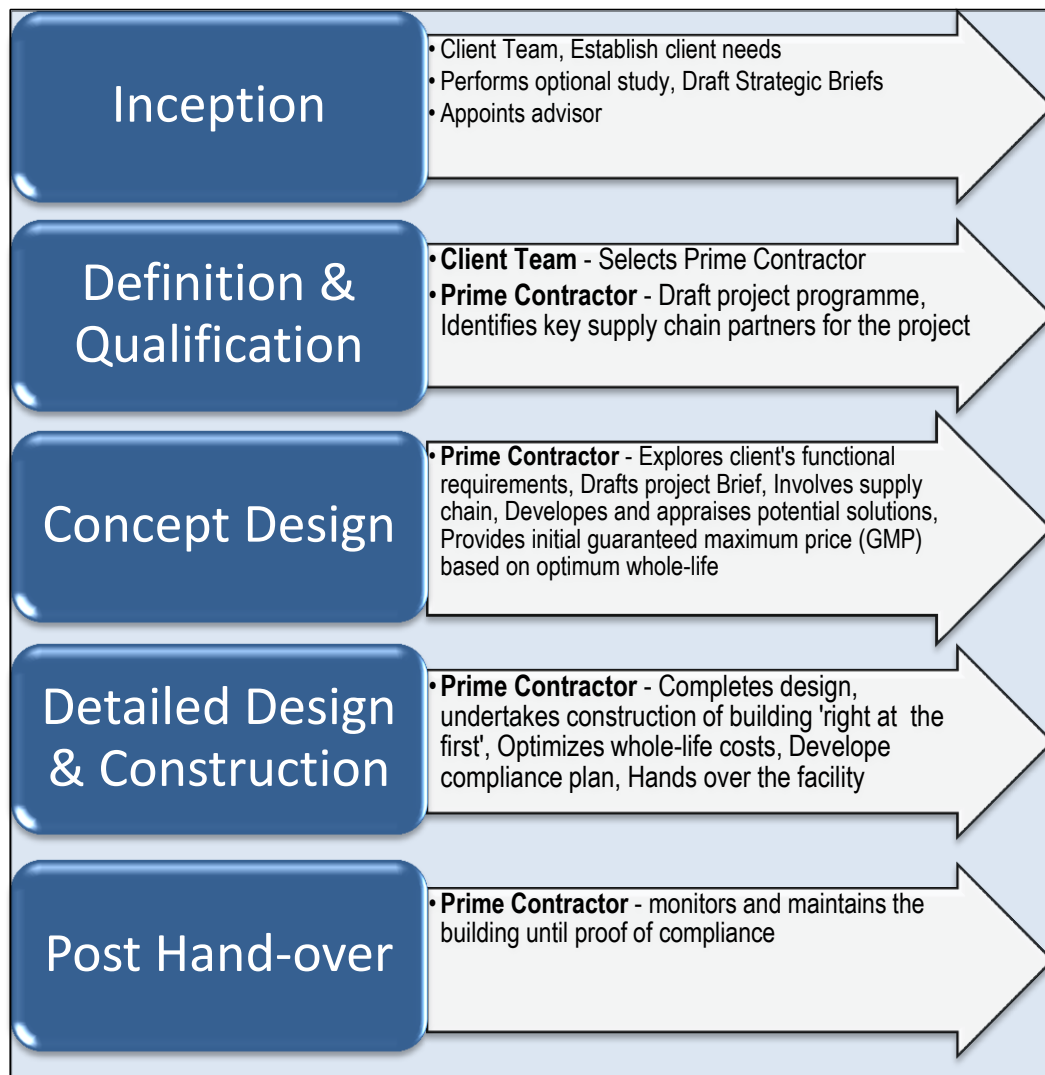 Inception
• Client Team, Establish client needs
• Performs optional study, Draft Strategic Briefs
• Appoints advisor
Definition &
Qualification
• Client Team - Selects Prime Contractor
• Prime Contractor - Draft project programme,
Identifies key supply chain partners for the project
Concept Design
• Prime Contractor - Explores client's functional
requirements, Drafts project Brief, Involves supply
chain, Developes and appraises potential solutions,
Provides initial guaranteed maximum price (GMP)
based on optimum whole-life
Detailed Design
& Construction
• Prime Contractor - Completes design,
undertakes construction of building 'right at the
first', Optimizes whole-life costs, Develope
compliance plan, Hands over the facility
Post Hand-over
• Prime Contractor - monitors and maintains the
building until proof of compliance